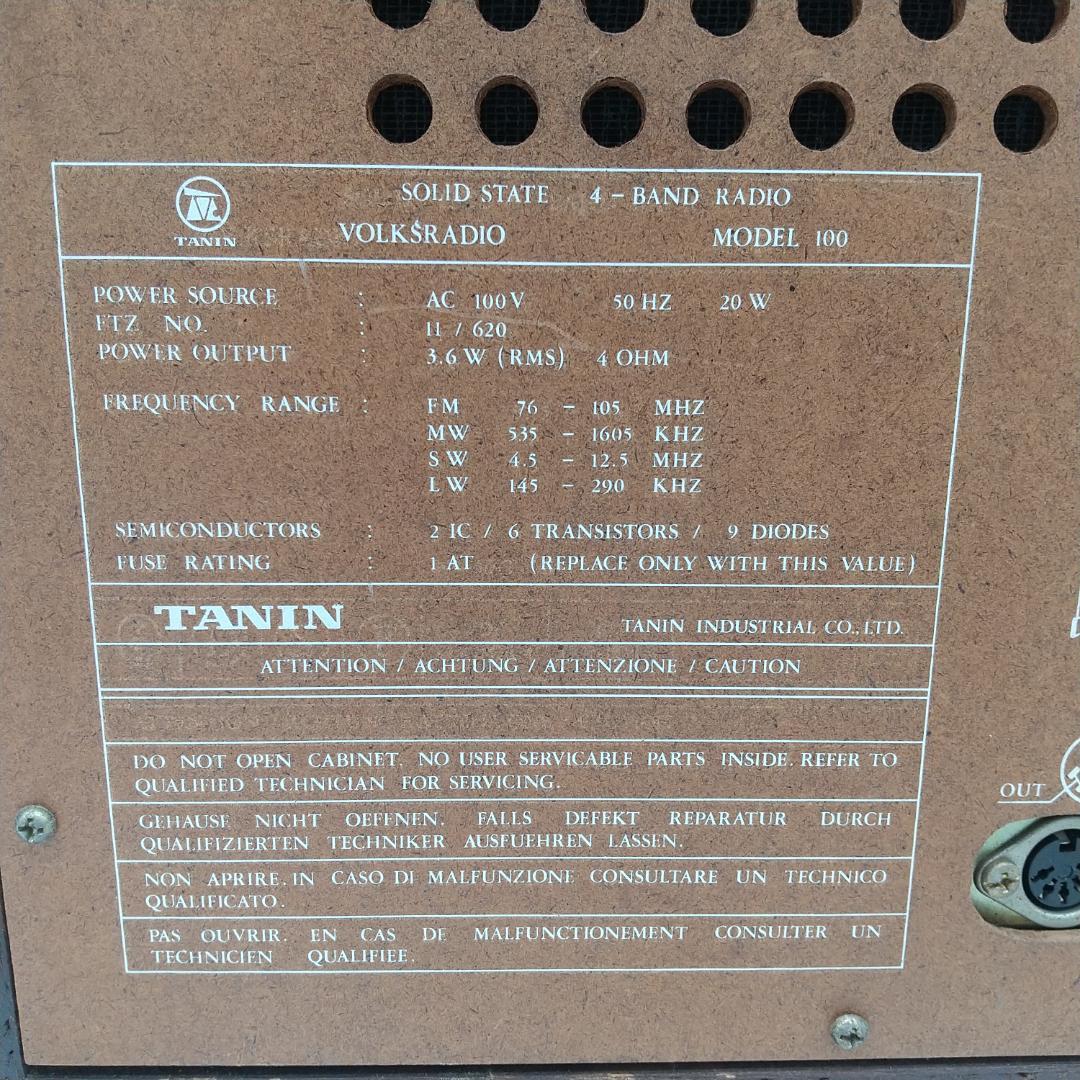 SOLID STATE 4 - BAND RADIO
TANIN VOLKSRADIO MODEL 100
POWER SOURCE : AC 100V 50 HZ 20 W
FTZ NO. : 11 / 620
POWER OUTPUT : 3.6 W (RMS) 4 OHM
FREQUENCY RANGE : FM 76 - 105 MHZ
MW 535 - 1605 KHZ
SW 4.5 - 12.5 MHZ
LW 145 - 290 KHZ
SEMICONDUCTORS : 2 IC / 6 TRANSISTORS / 9 DIODES
FUSE RATING : 1 AT (REPLACE ONLY WITH THIS VALUE)
TANIN TANIN INDUSTRIAL CO., LTD.
ATTENTION / ACHTUNG / ATTENZIONE / CAUTION
DO NOT OPEN CABINET. NO USER SERVICABLE PARTS INSIDE. REFER TO
QUALIFIED TECHNICIAN FOR SERVICING.
GEHAUSE NICHT OEFFNEN. FALLS DEFEKT REPARATUR DURCH
QUALIFIZIERTEN TECHNIKER AUSFUEHREN LASSEN.
NON APRIRE. IN CASO DI MALFUNZIONE CONSULTARE UN TECHNICO
QUALIFICATO.
PAS OUVRIR. EN CAS DE MALFUNCTIONEMENT CONSULTER UN
TECHNICIEN QUALIFIEE.
OUT